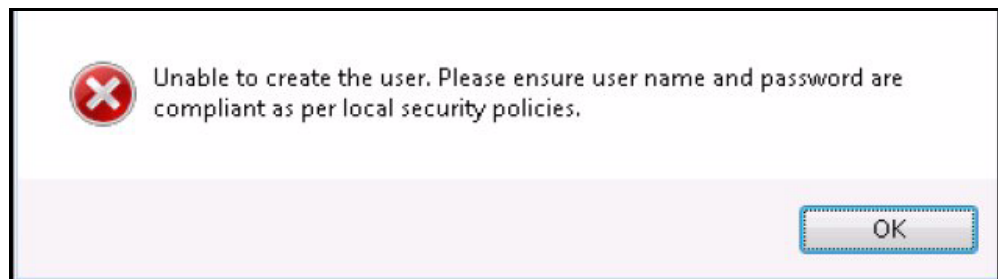 Unable to create the user. Please ensure user name and password are
compliant as per local security policies.
OK